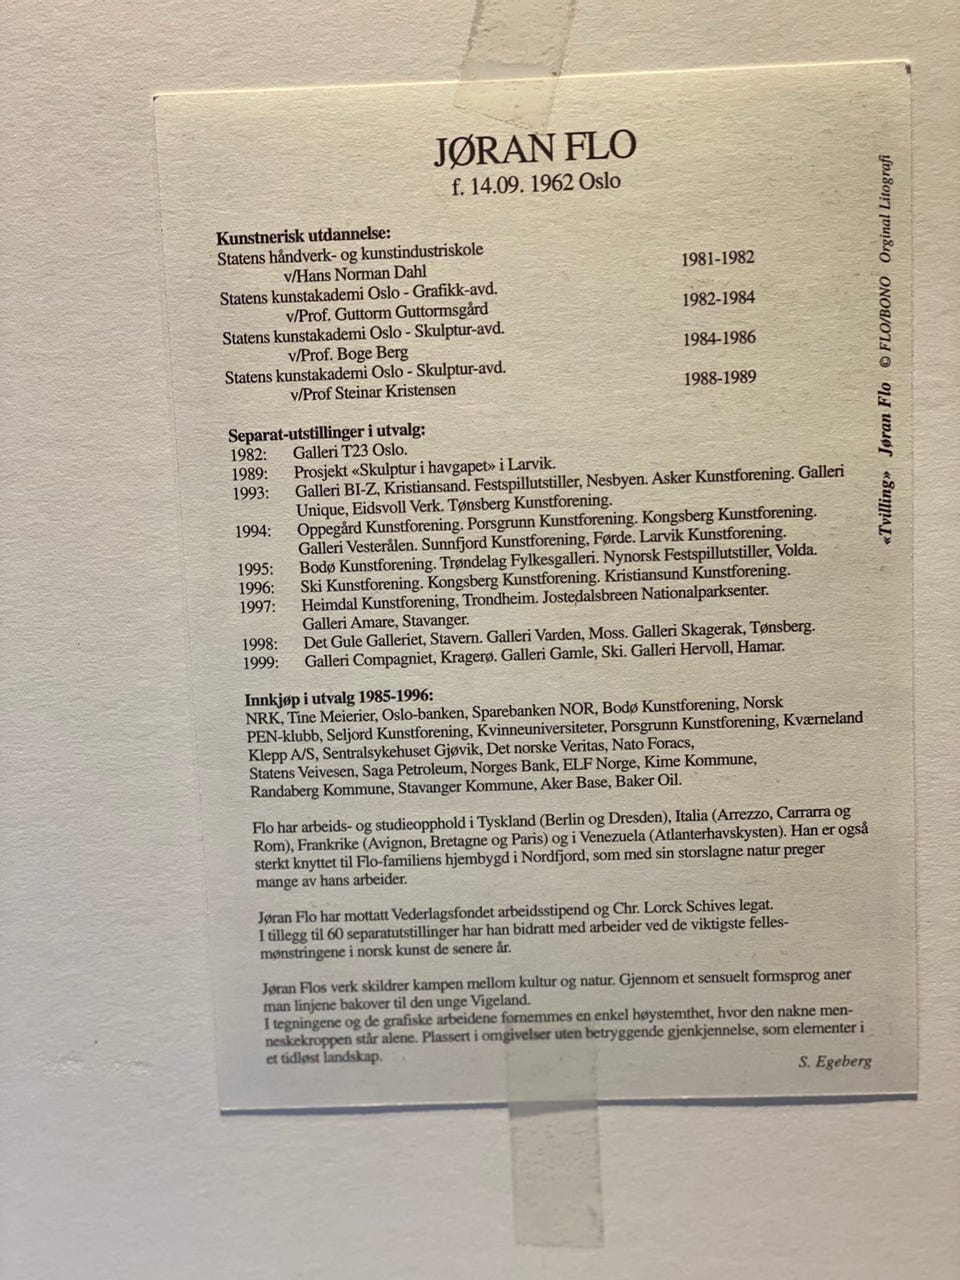 JØRAN FLO
f. 14.09. 1962 Oslo
Kunstnerisk utdannelse:
Statens håndverk- og kunstindustriskole 1981-1982
v/Hans Norman Dahl
Statens kunstakademi Oslo - Grafikk-avd. 1982-1984
v/Prof. Guttorm Guttormsgård
Statens kunstakademi Oslo - Skulptur-avd. 1984-1986
v/Prof. Boge Berg
Statens kunstakademi Oslo - Skulptur-avd. 1988-1989
v/Prof Steinar Kristensen
Separat-utstillinger i utvalg:
1982: Galleri T23 Oslo.
1989: Prosjekt «Skulptur i havgapet» i Larvik.
1993: Galleri BI-Z, Kristiansand. Festspillutstiller, Nesbyen. Asker Kunstforening. Galleri
Unique, Eidsvoll Verk. Tønsberg Kunstforening.
1994: Oppegård Kunstforening. Porsgrunn Kunstforening. Kongsberg Kunstforening.
Galleri Vesterålen. Sunnfjord Kunstforening, Førde. Larvik Kunstforening.
1995: Bodø Kunstforening. Trøndelag Fylkesgalleri. Nynorsk Festspillutstiller, Volda.
1996: Ski Kunstforening. Kongsberg Kunstforening. Kristiansund Kunstforening.
1997: Heimdal Kunstforening, Trondheim. Jostedalsbreen Nationalparksenter.
Galleri Amare, Stavanger.
1998: Det Gule Galleriet, Stavern. Galleri Varden, Moss. Galleri Skagerak, Tønsberg.
1999: Galleri Compagniet, Kragerø. Galleri Gamle, Ski. Galleri Hervoll, Hamar.
Innkjøp i utvalg 1985-1996:
NRK, Tine Meierier, Oslo-banken, Sparebanken NOR, Bodø Kunstforening, Norsk
PEN-klubb, Seljord Kunstforening, Kvinneuniversiteter, Porsgrunn Kunstforening, Kværneland
Klepp A/S, Sentralsykehuset Gjøvik, Det norske Veritas, Nato Foracs,
Statens Veivesen, Saga Petroleum, Norges Bank, ELF Norge, Kime Kommune,
Randaberg Kommune, Stavanger Kommune, Aker Base, Baker Oil.
Flo har arbeids- og studieopphold i Tyskland (Berlin og Dresden), Italia (Arrezzo, Carrarra og
Rom), Frankrike (Avignon, Bretagne og Paris) og i Venezuela (Atlanterhavskysten). Han er også
sterkt knyttet til Flo-familiens hjembygd i Nordfjord, som med sin storslagne natur preger
mange av hans arbeider.
Jøran Flo har mottatt Vederlagsfondet arbeidsstipend og Chr. Lorck Schives legat.
I tillegg til 60 separatutstillinger har han bidratt med arbeider ved de viktigste felles-
mønstringene i norsk kunst de senere år.
Jøran Flos verk skildrer kampen mellom kultur og natur. Gjennom et sensuelt formsprog aner
man linjene bakover til den unge Vigeland.
I tegningene og de grafiske arbeidene fornemmes en enkel høystemthet, hvor den nakne men-
neskekroppen står alene. Plassert i omgivelser uten betryggende gjenkjennelse, som elementer i
et tidløst landskap.
S. Egeberg
«Tvilling» Jøran Flo © FLO/BONO Orginal Litografi